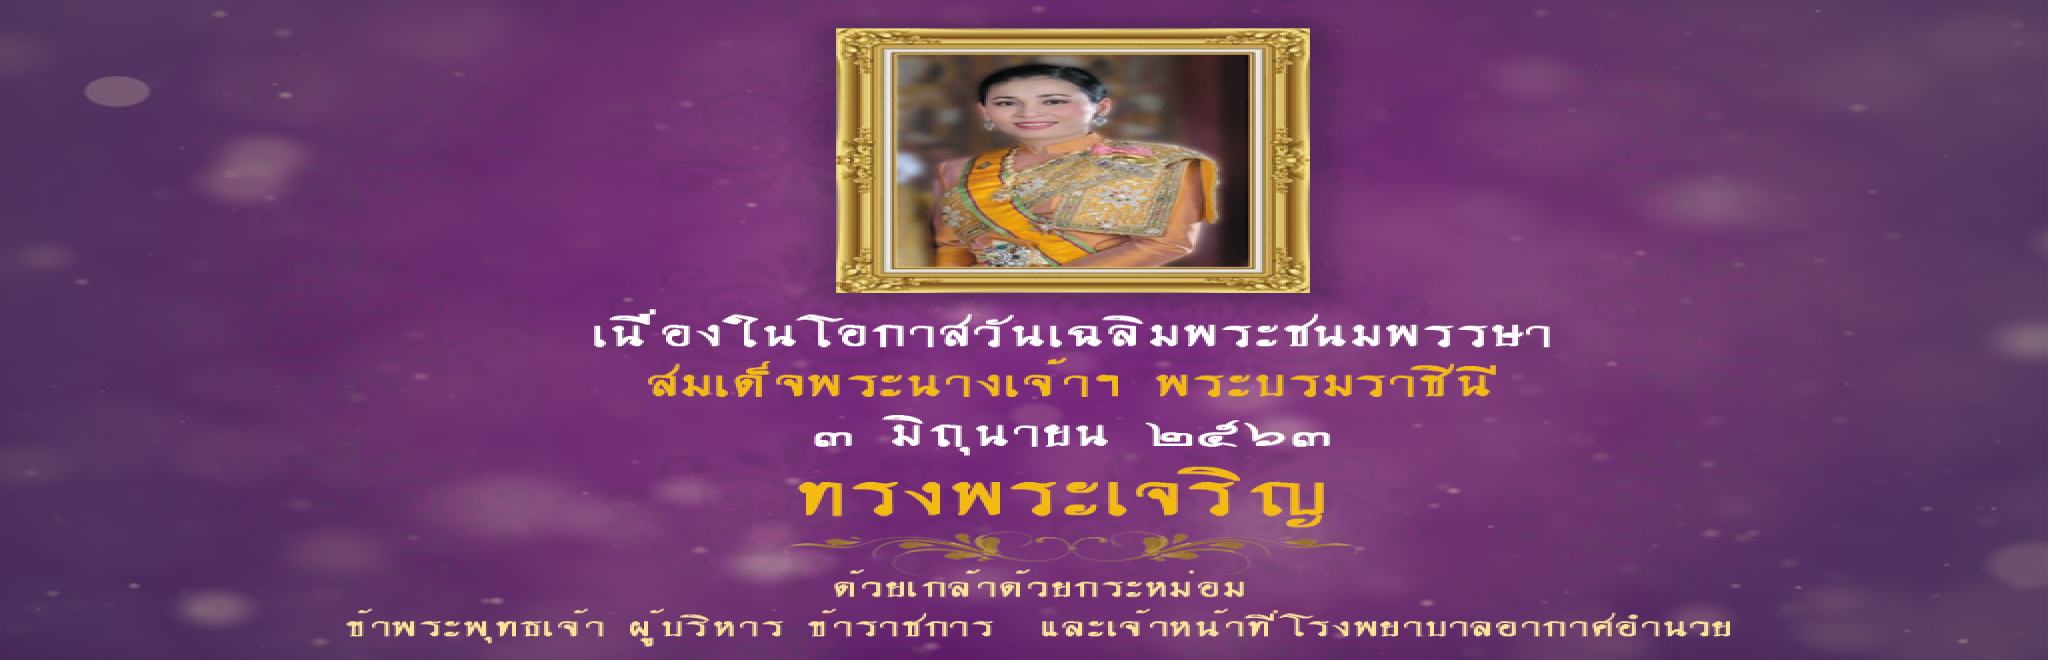 เนื่องในโอกาสวันเฉลิมพระชนมพรรษา
สมเด็จพระนางเจ้าฯ พระบรมราชินี
๓ มิถุนายน ๒๕๖๓
ทรงพระเจริญ
ด้วยเกล้าด้วยกระหม่อม
ข้าพระพุทธเจ้า ผู้บริหาร ข้าราชการ และเจ้าหน้าที่โรงพยาบาลอากาศอำนวย